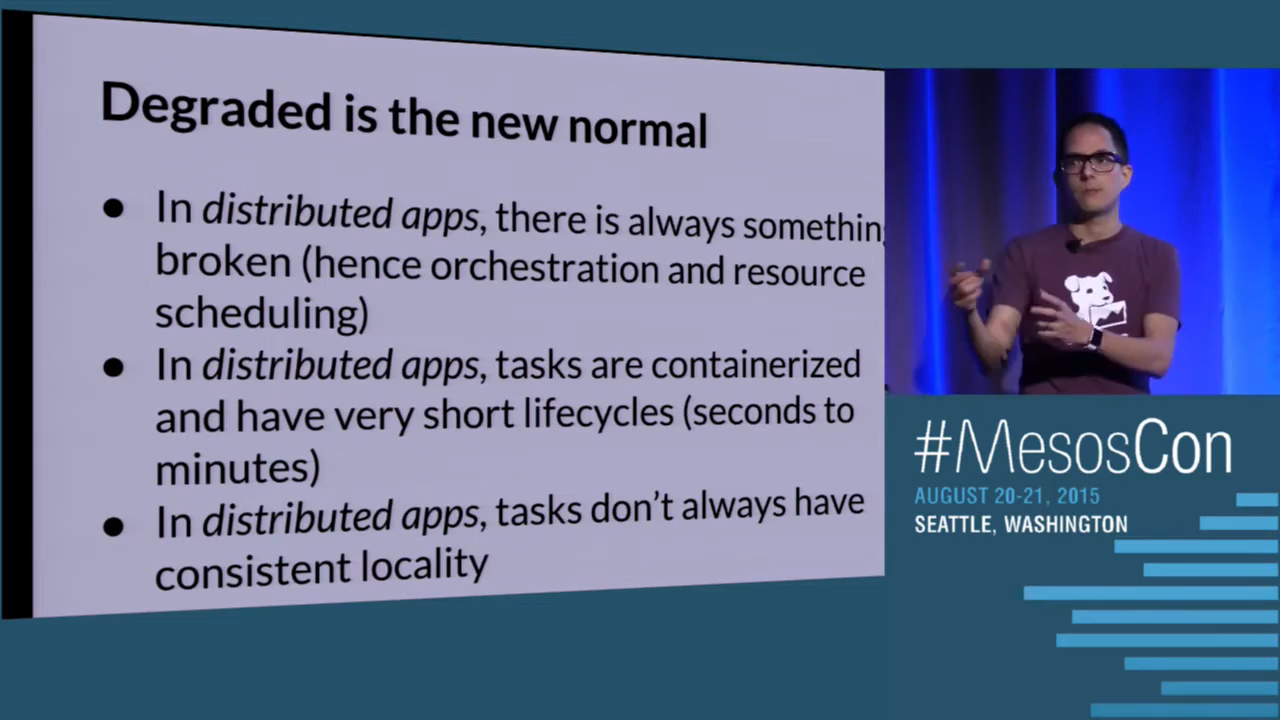 Degraded is the new normal
● In distributed apps, there is always somethin
broken (hence orchestration and resource
scheduling)
● In distributed apps, tasks are containerized
and have very short lifecycles (seconds to
minutes)
● In distributed apps, tasks don't always have
consistent locality
#MesosCon
AUGUST 20-21, 2015
SEATTLE, WASHINGTON